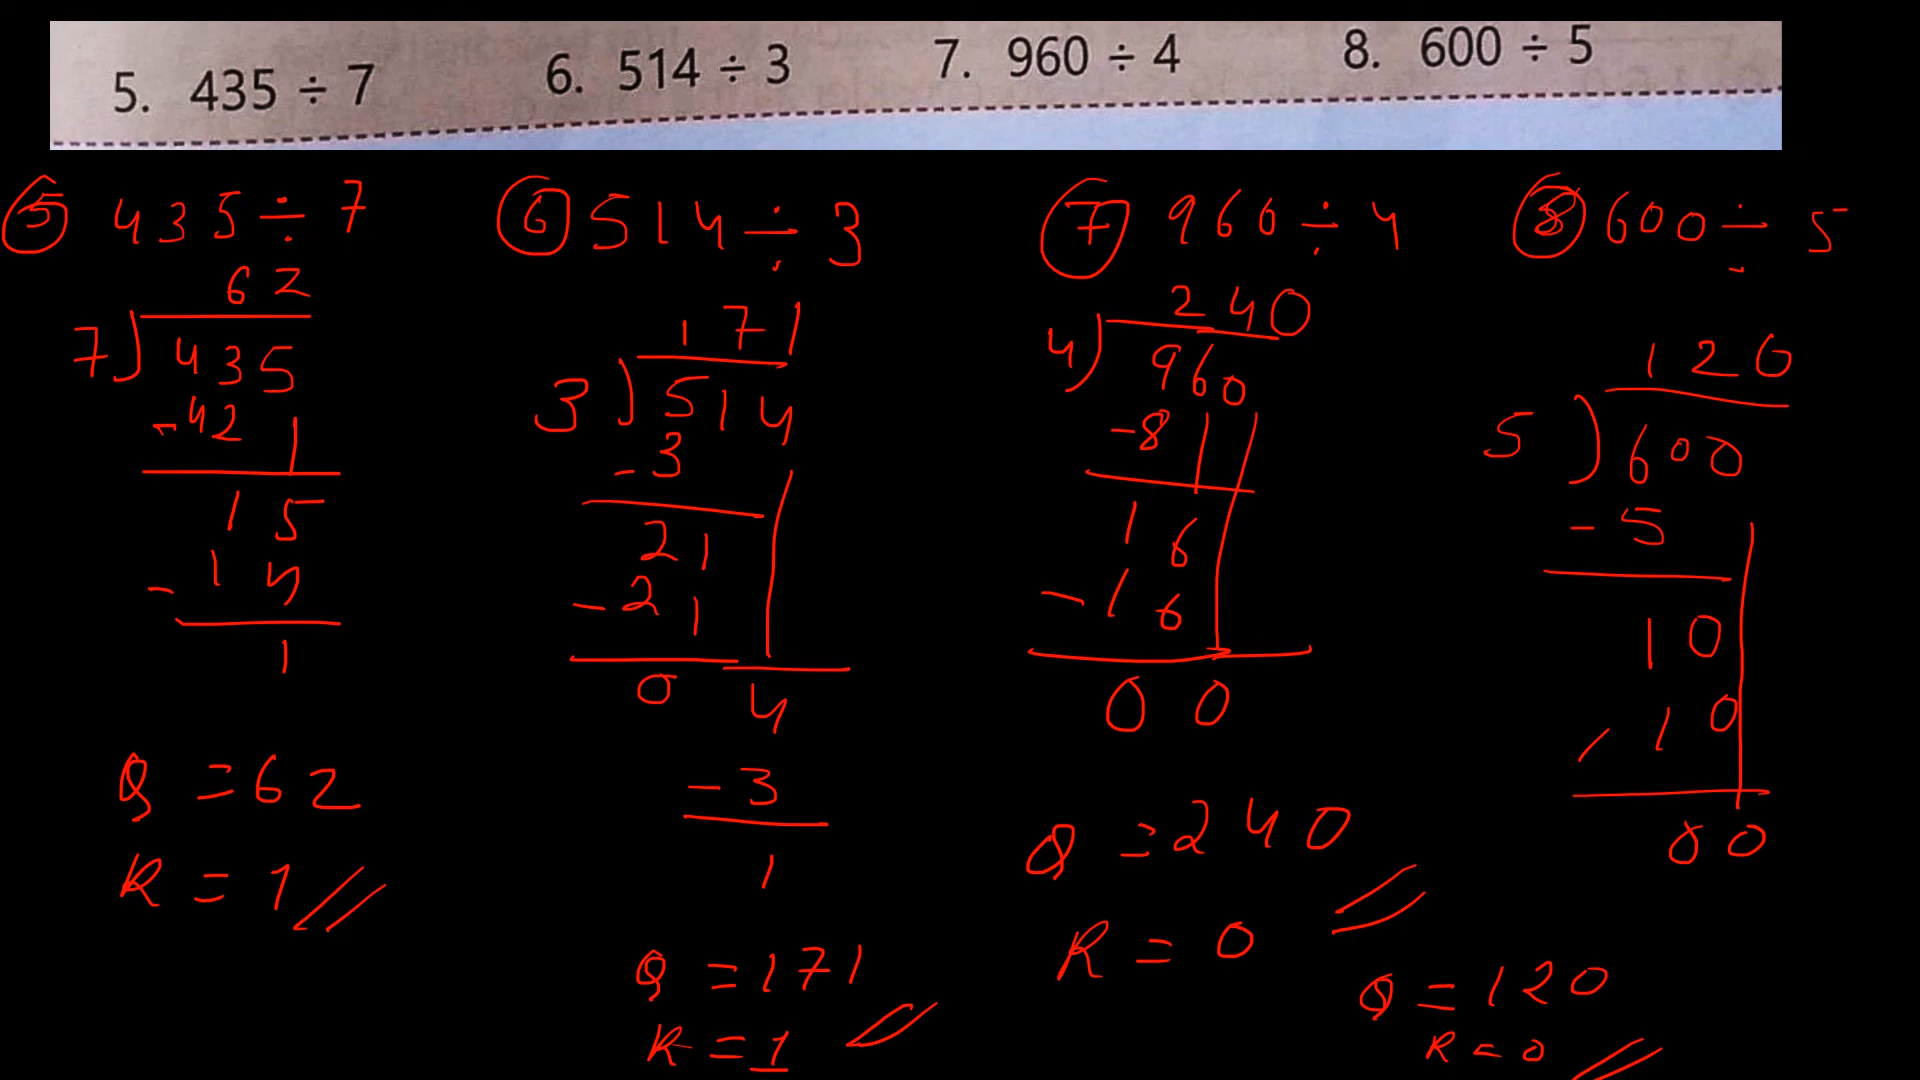 5. 435 ÷ 7 6. 514 ÷ 3 7. 960 ÷ 4 8. 600 ÷ 5
5 435 ÷ 7
62
7)435
-42
15
-14
1
Q = 62
R = 1
6 514 ÷ 3
171
3)514
-3
21
-21
04
-3
1
Q = 171
R = 1
7 960 ÷ 4
240
4)960
-8
16
-16
00
Q = 240
R = 0
8 600 ÷ 5
120
5)600
-5
10
-10
00
Q = 120
R = 0